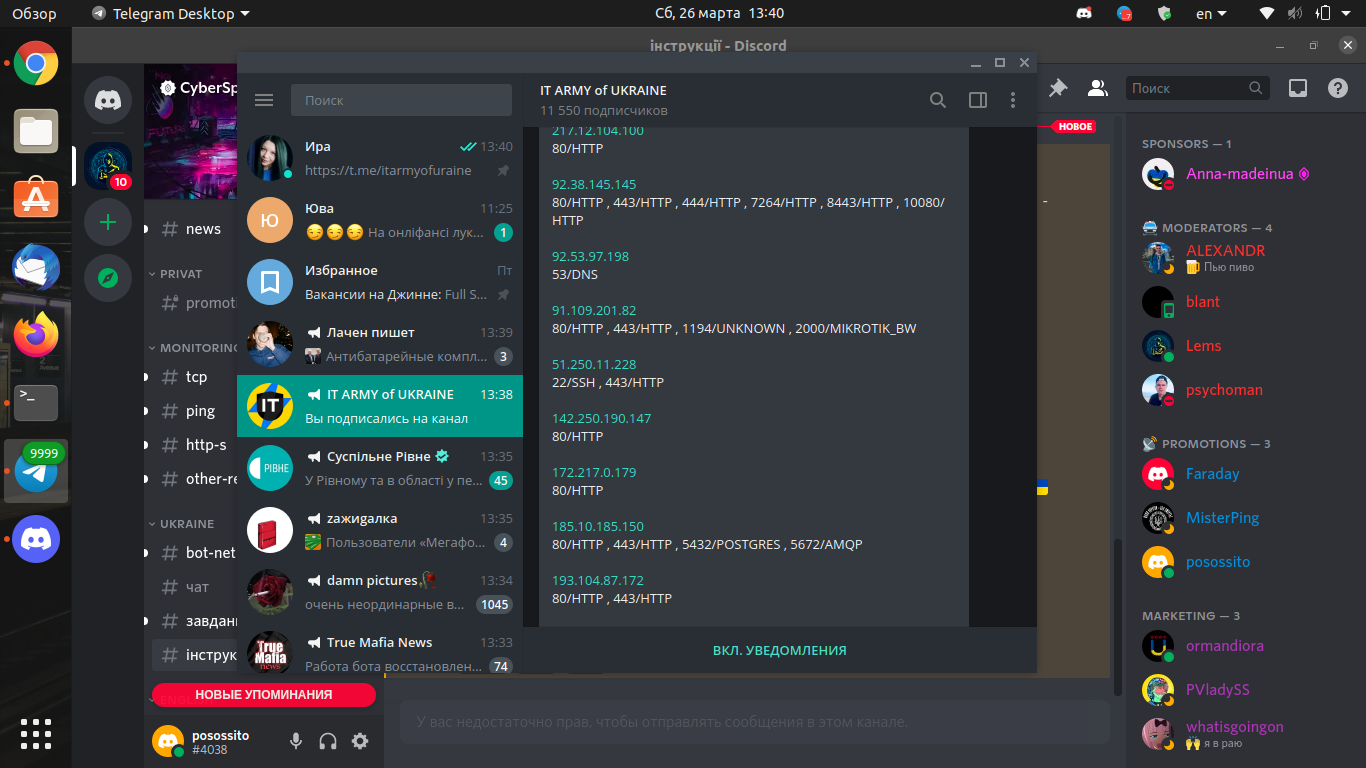 Обзор
Telegram Desktop
Сб, 26 марта 13:40
en
інструкції - Discord
CyberSp
10
news
PRIVAT
promot
MONITORING
tcp
ping
http-s
other-re
UKRAINE
bot-net
чат
завдан
інструк
НОВЫЕ УПОМИНАНИЯ
posossito
#4038
9999
Поиск
Ира
13:40
https://t.me/itarmyofuraine
Ю
Юва
11:25
😏😏😏 На онліфансі лук...
1
Избранное
Пт
Вакансии на Джинне: Full S...
Лачен пишет
13:39
Антибатарейные компл...
3
IT
IT ARMY of UKRAINE
13:38
Вы подписались на канал
РІВНЕ
Суспільне Рівне
13:35
У Рівному та в області у пе...
45
zажигалка
13:35
Пользователи «Мегафо...
4
damn pictures🥀
13:34
очень неординарные в...
1045
True Mafia news
True Mafia News
13:33
Работа бота восстановлен...
74
IT ARMY of UKRAINE
11 550 подписчиков
217.12.104.100
80/HTTP
92.38.145.145
80/HTTP , 443/HTTP , 444/HTTP , 7264/HTTP , 8443/HTTP , 10080/
HTTP
92.53.97.198
53/DNS
91.109.201.82
80/HTTP , 443/HTTP , 1194/UNKNOWN , 2000/MIKROTIK_BW
51.250.11.228
22/SSH , 443/HTTP
142.250.190.147
80/HTTP
172.217.0.179
80/HTTP
185.10.185.150
80/HTTP , 443/HTTP , 5432/POSTGRES , 5672/AMQP
193.104.87.172
80/HTTP , 443/HTTP
ВКЛ. УВЕДОМЛЕНИЯ
У вас недостаточно прав, чтобы отправлять сообщения в этом канале.
Поиск
НОВОЕ
-
SPONSORS — 1
Anna-madeinua
MODERATORS — 4
ALEXANDR
🍺 Пью пиво
blant
Lems
psychoman
PROMOTIONS — 3
Faraday
MisterPing
posossito
MARKETING — 3
ormandiora
PVladySS
whatisgoingon
🙌 я в раю